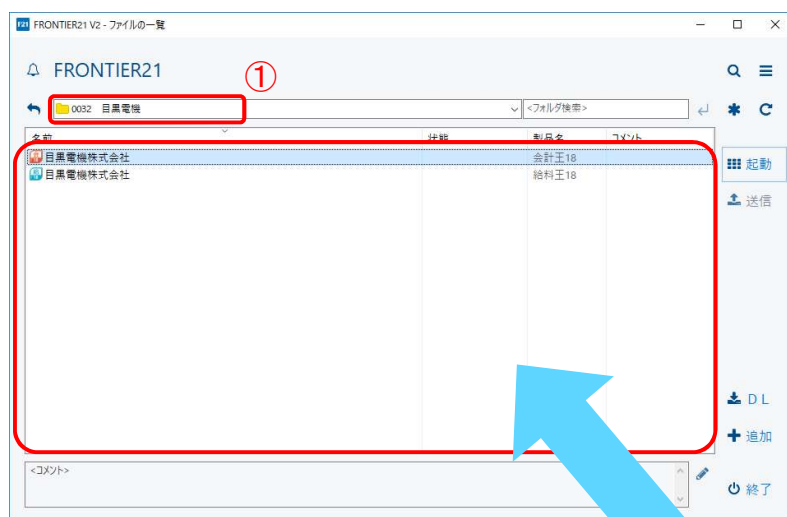 F21 FRONTIER21 V2 - ファイルの一覧
FRONTIER21
①
0032 目黒電機
<フォルダ検索>
名前 状態 製品名 コメント
目黒電機株式会社 会計王18
目黒電機株式会社 給料王18
起動
送信
DL
追加
<コメント>
終了